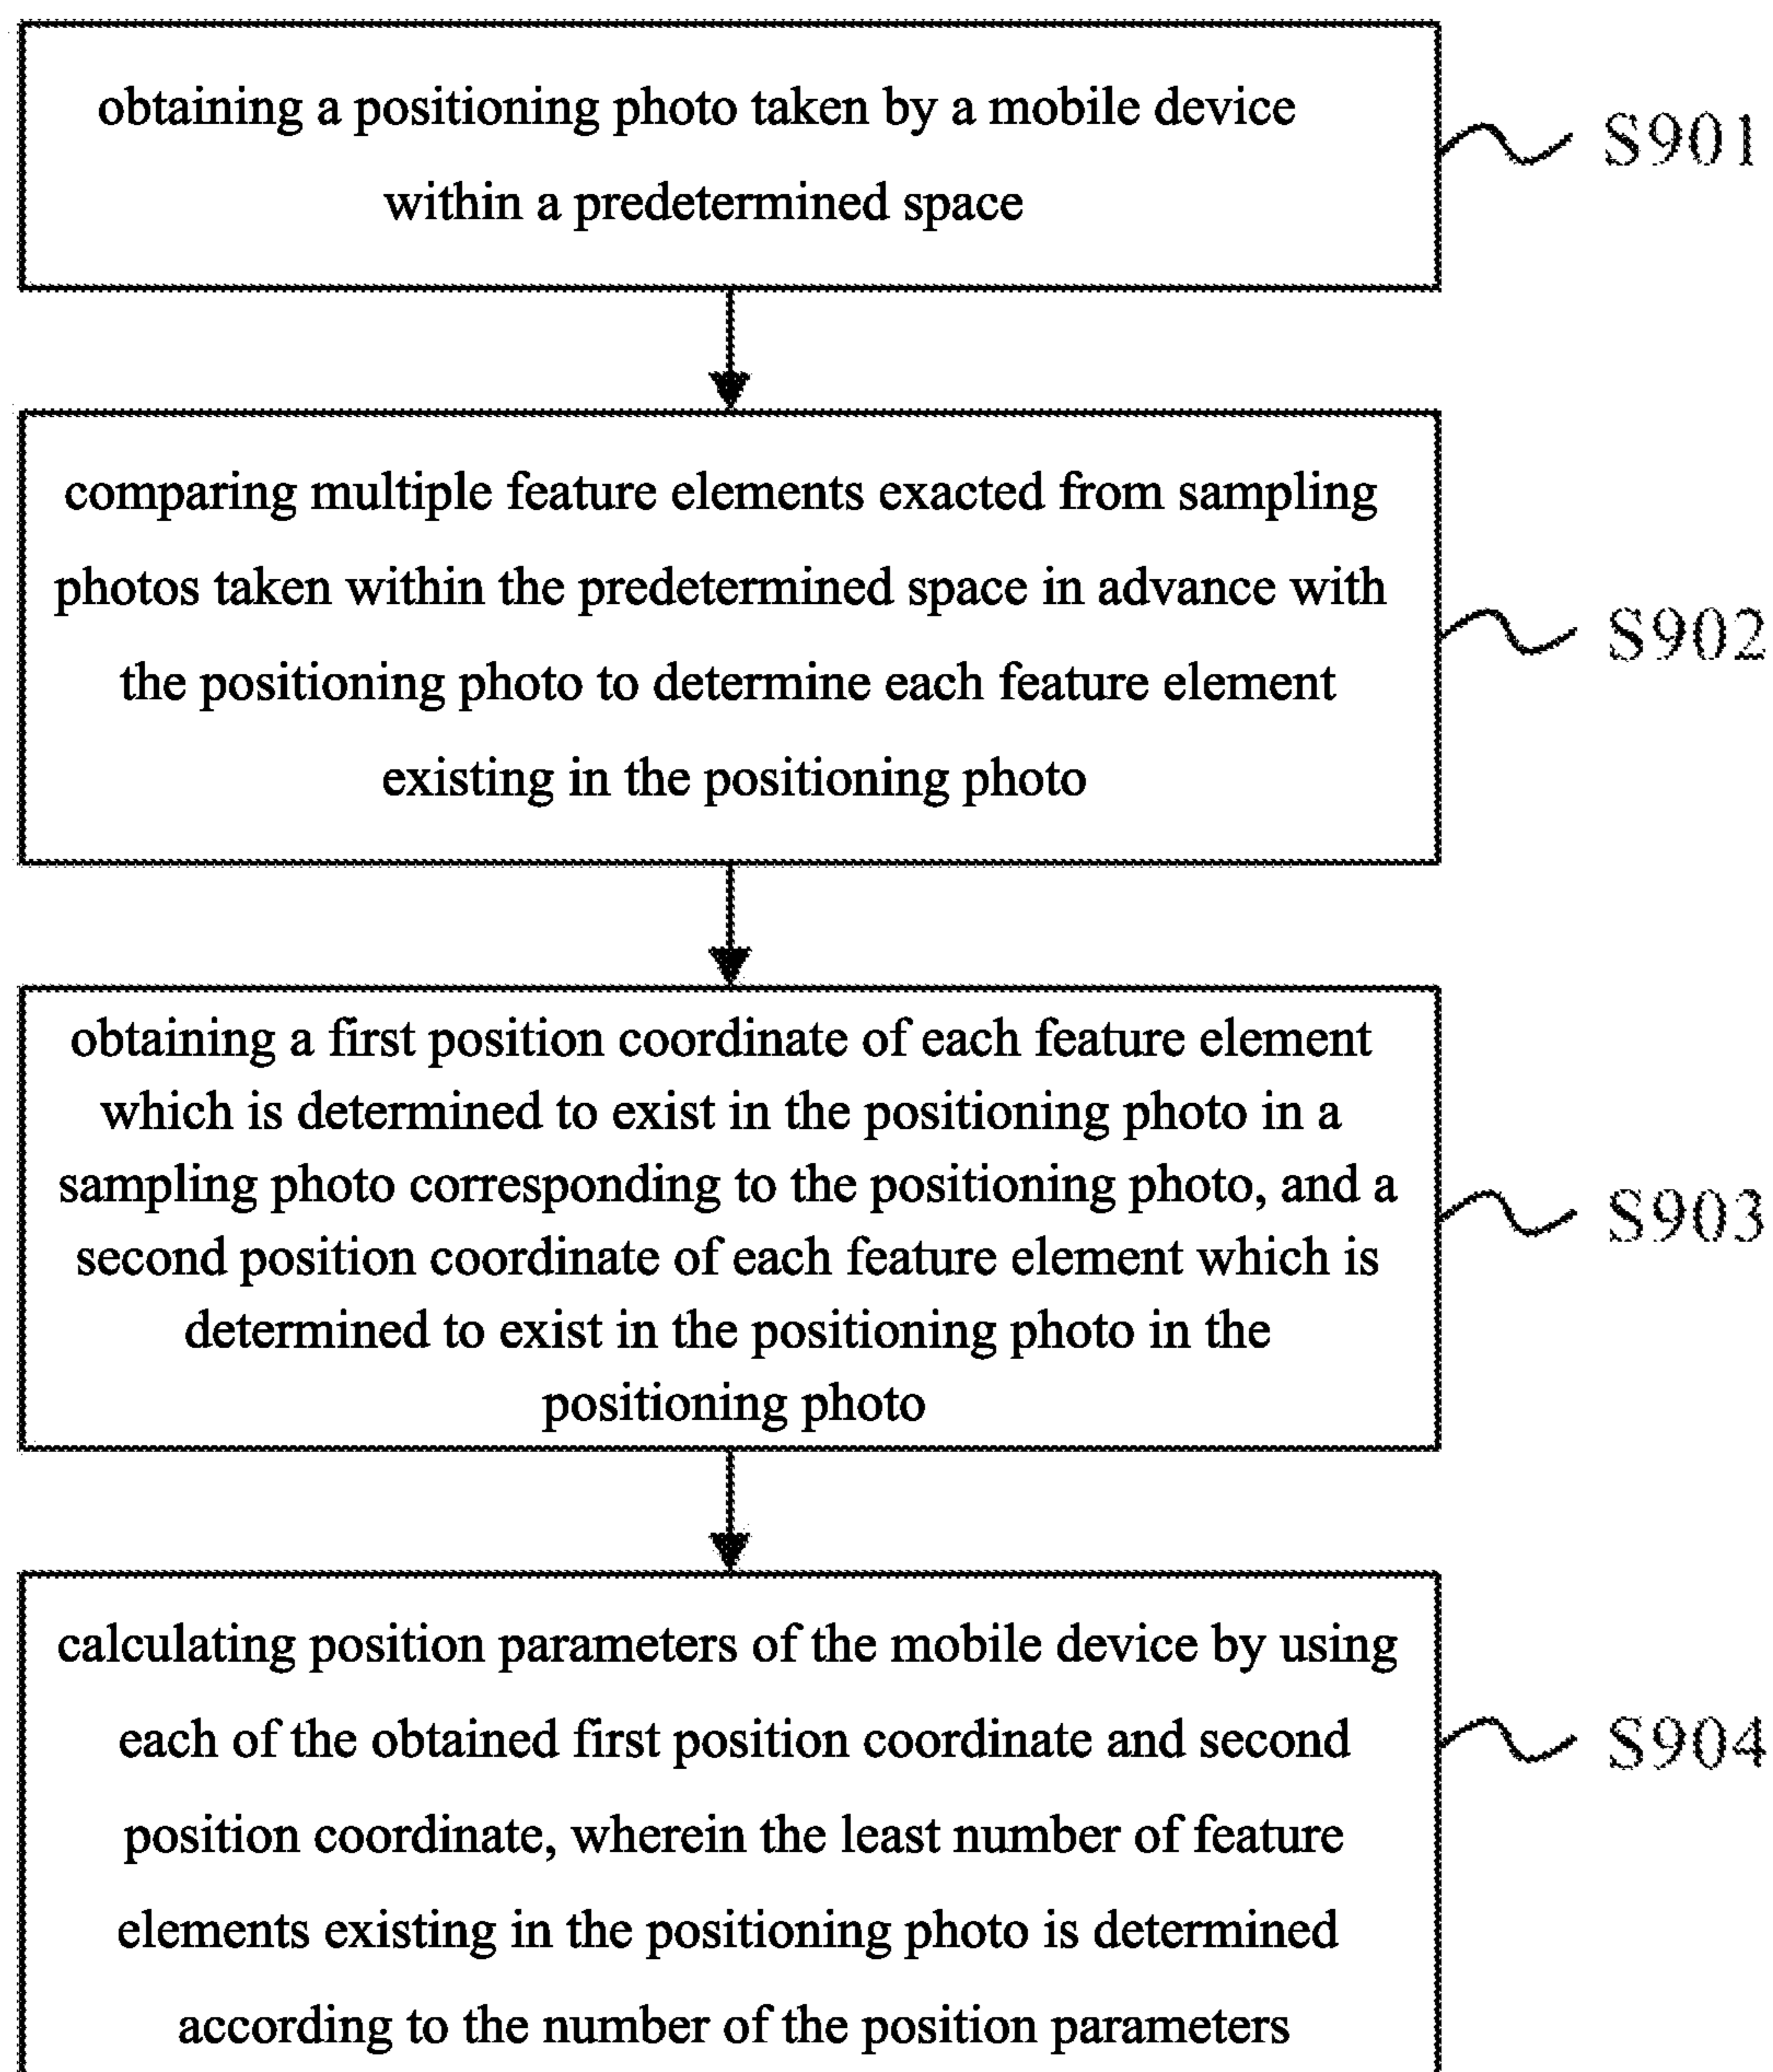 obtaining a positioning photo taken by a mobile device
within a predetermined space
S901
comparing multiple feature elements exacted from sampling
photos taken within the predetermined space in advance with
the positioning photo to determine each feature element
existing in the positioning photo
S902
obtaining a first position coordinate of each feature element
which is determined to exist in the positioning photo in a
sampling photo corresponding to the positioning photo, and a
second position coordinate of each feature element which is
determined to exist in the positioning photo in the
positioning photo
S903
calculating position parameters of the mobile device by using
each of the obtained first position coordinate and second
position coordinate, wherein the least number of feature
elements existing in the positioning photo is determined
according to the number of the position parameters
S904